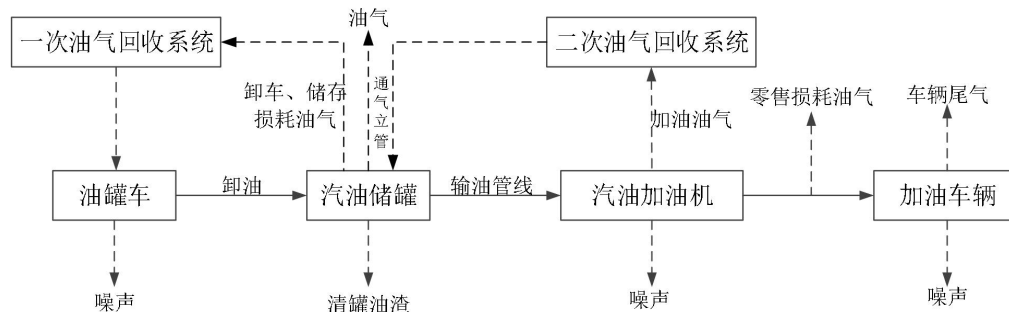 油气
一次油气回收系统
二次油气回收系统
卸车、储存
损耗油气
通气立管
加油油气
零售损耗油气
车辆尾气
油罐车
卸油
汽油储罐
输油管线
汽油加油机
加油车辆
噪声
清罐油渣
噪声
噪声